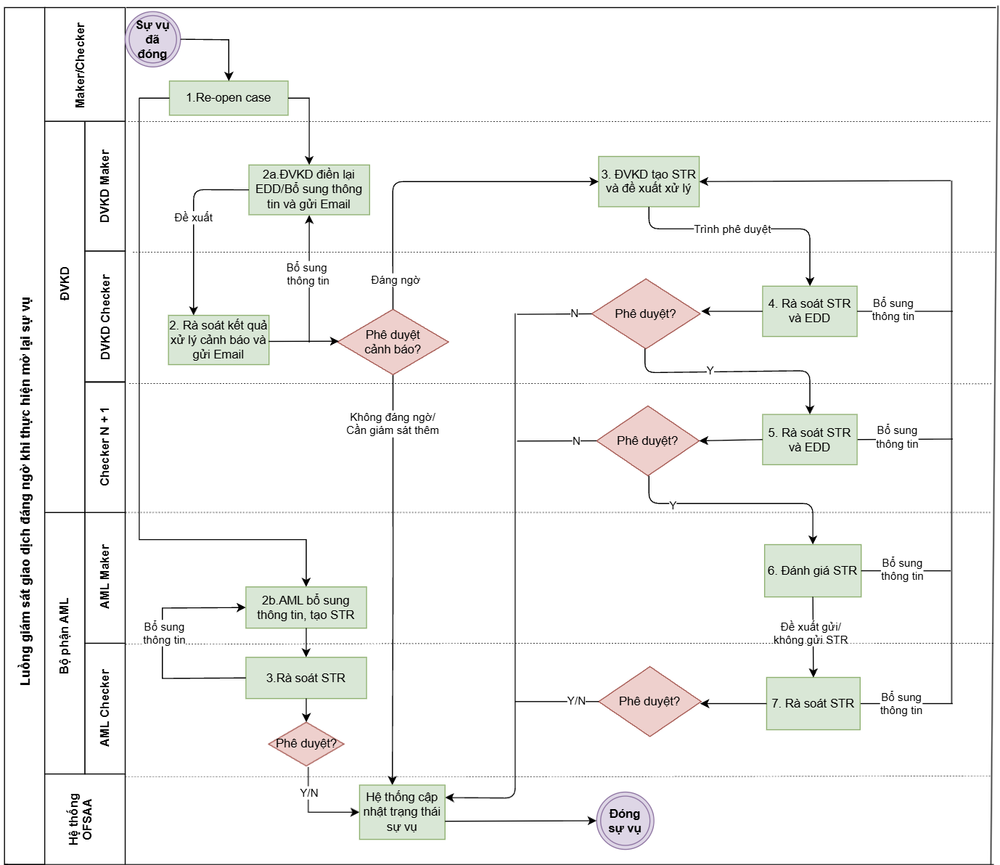 Luồng giám sát giao dịch đáng ngờ khi thực hiện mở lại sự vụ
Maker/Checker
Sự vụ
đã
đóng
1.Re-open case
ĐVKD
DVKD Maker
2a.ĐVKD điền lại
EDD/Bổ sung thông
tin và gửi Email
Đề xuất
Bổ sung
thông tin
3. ĐVKD tạo STR
và đề xuất xử lý
Trình phê duyệt
DVKD Checker
2. Rà soát kết quả
xử lý cảnh báo và
gửi Email
Đáng ngờ
Phê duyệt
cảnh báo?
Không đáng ngờ/
Cần giám sát thêm
N
Phê duyệt?
4. Rà soát STR
và EDD
Bổ sung
thông tin
Y
Checker N + 1
N
Phê duyệt?
5. Rà soát STR
và EDD
Bổ sung
thông tin
Y
Bộ phận AML
AML Maker
2b.AML bổ sung
thông tin, tạo STR
Bổ sung
thông tin
6. Đánh giá STR
Bổ sung
thông tin
Đề xuất gửi/
không gửi STR
AML Checker
3.Rà soát STR
Phê duyệt?
Y/N
Y/N
Phê duyệt?
7. Rà soát STR
Bổ sung
thông tin
Hệ thống
OFSAA
Hệ thống cập
nhật trạng thái
sự vụ
Đóng
sự vụ